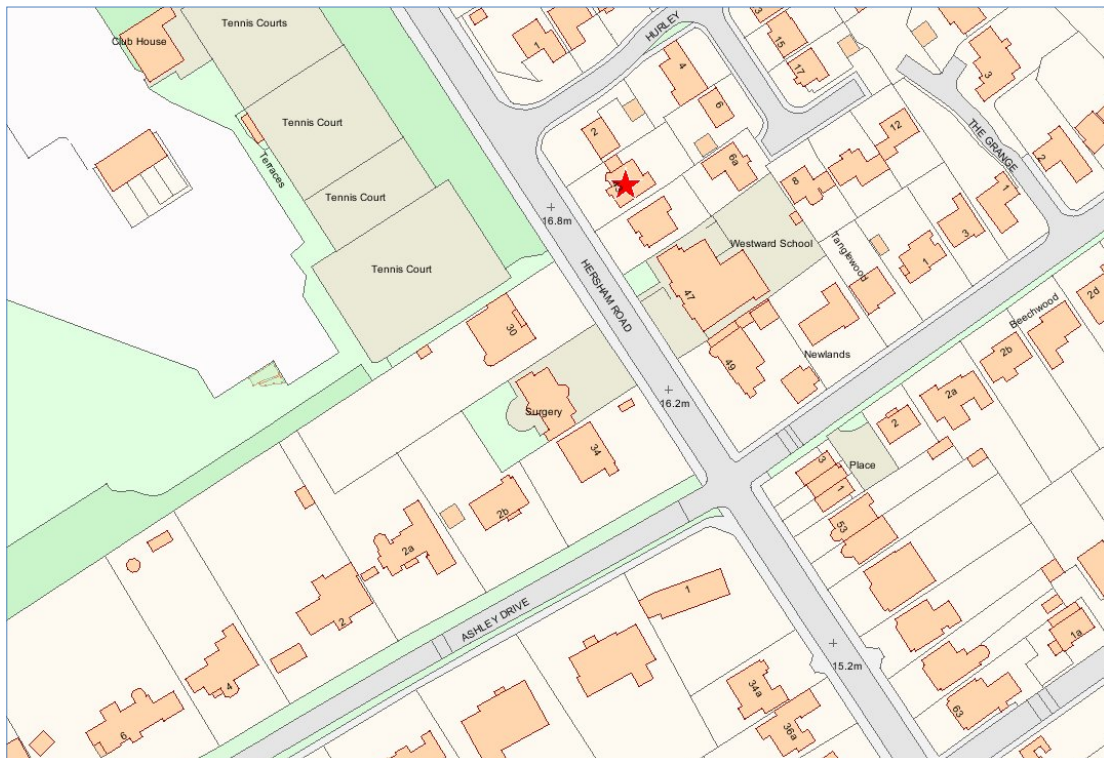 Tennis Courts
Club House
HURLEY
1
4
3
15
17
3
Tennis Court
6
2
12
THE GRANGE
6a
2
Terraces
8
1
Tennis Court
16.8m
3
Westward School
Tanglewood
1
Tennis Court
HERSHAM ROAD
47
2d
Beechwood
30
2b
49
Newlands
16.2m
2a
Surgery
2
34
3
Place
1
2b
53
2a
1
ASHLEY DRIVE
2
1a
15.2m
4
34a
63
6
36a